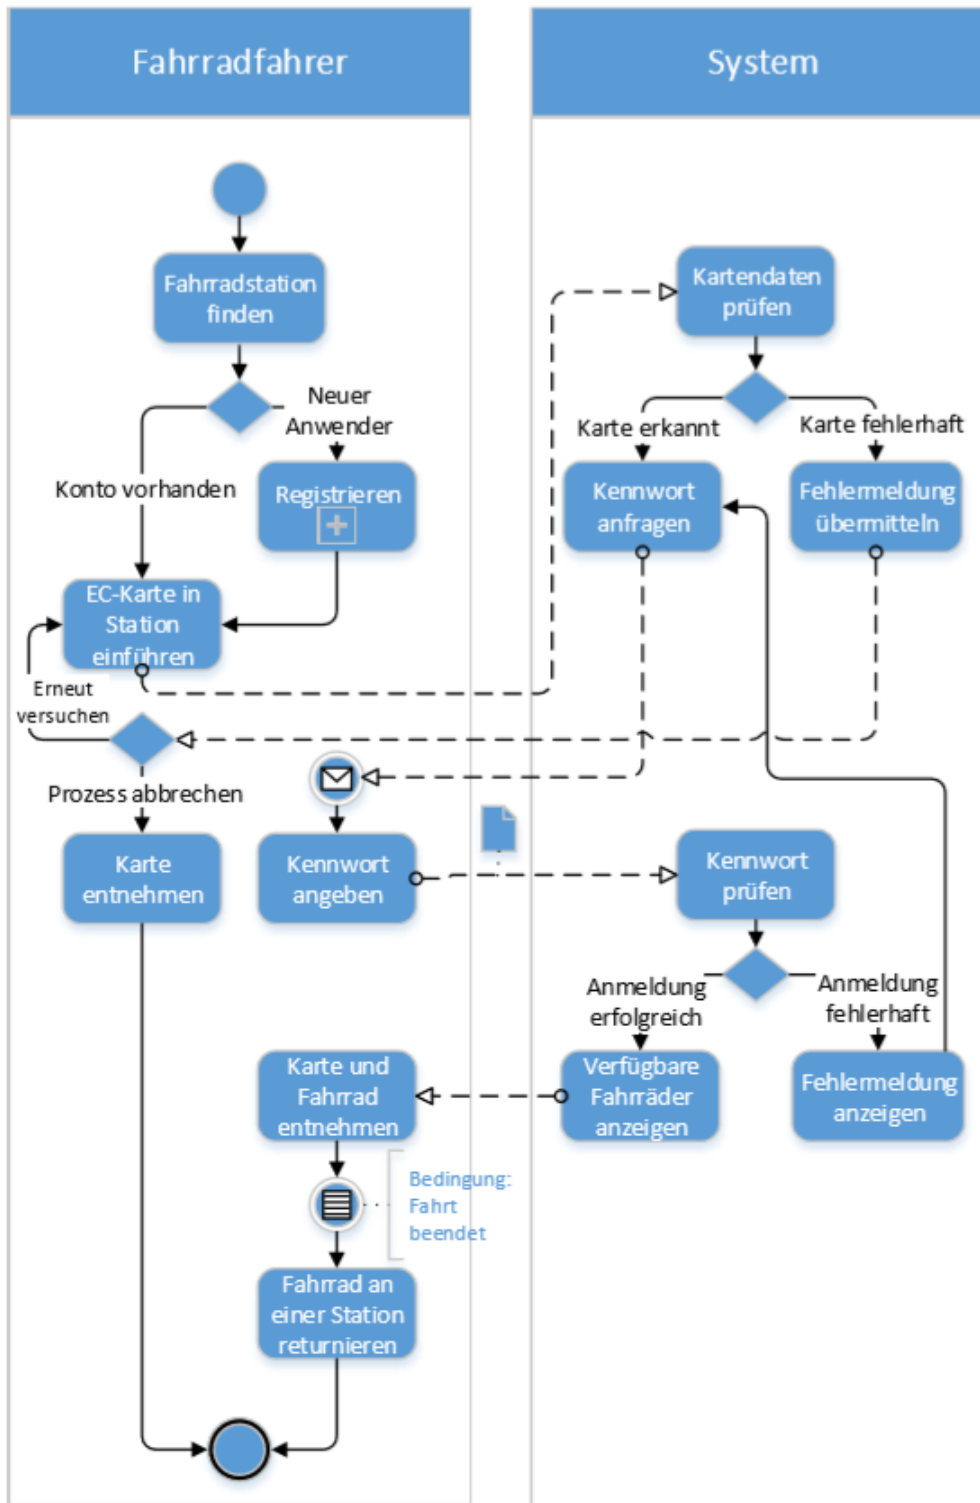 Fahrradfahrer
System
Fahrradstation
finden
Kartendaten
prüfen
Neuer
Anwender
Karte erkannt
Karte fehlerhaft
Konto vorhanden
Registrieren
Kennwort
anfragen
Fehlermeldung
übermitteln
EC-Karte in
Station
einführen
Erneut
versuchen
Prozess abbrechen
Karte
entnehmen
Kennwort
angeben
Kennwort
prüfen
Anmeldung
erfolgreich
Anmeldung
fehlerhaft
Karte und
Fahrrad
entnehmen
Verfügbare
Fahrräder
anzeigen
Fehlermeldung
anzeigen
Bedingung:
Fahrt
beendet
Fahrrad an
einer Station
returnieren